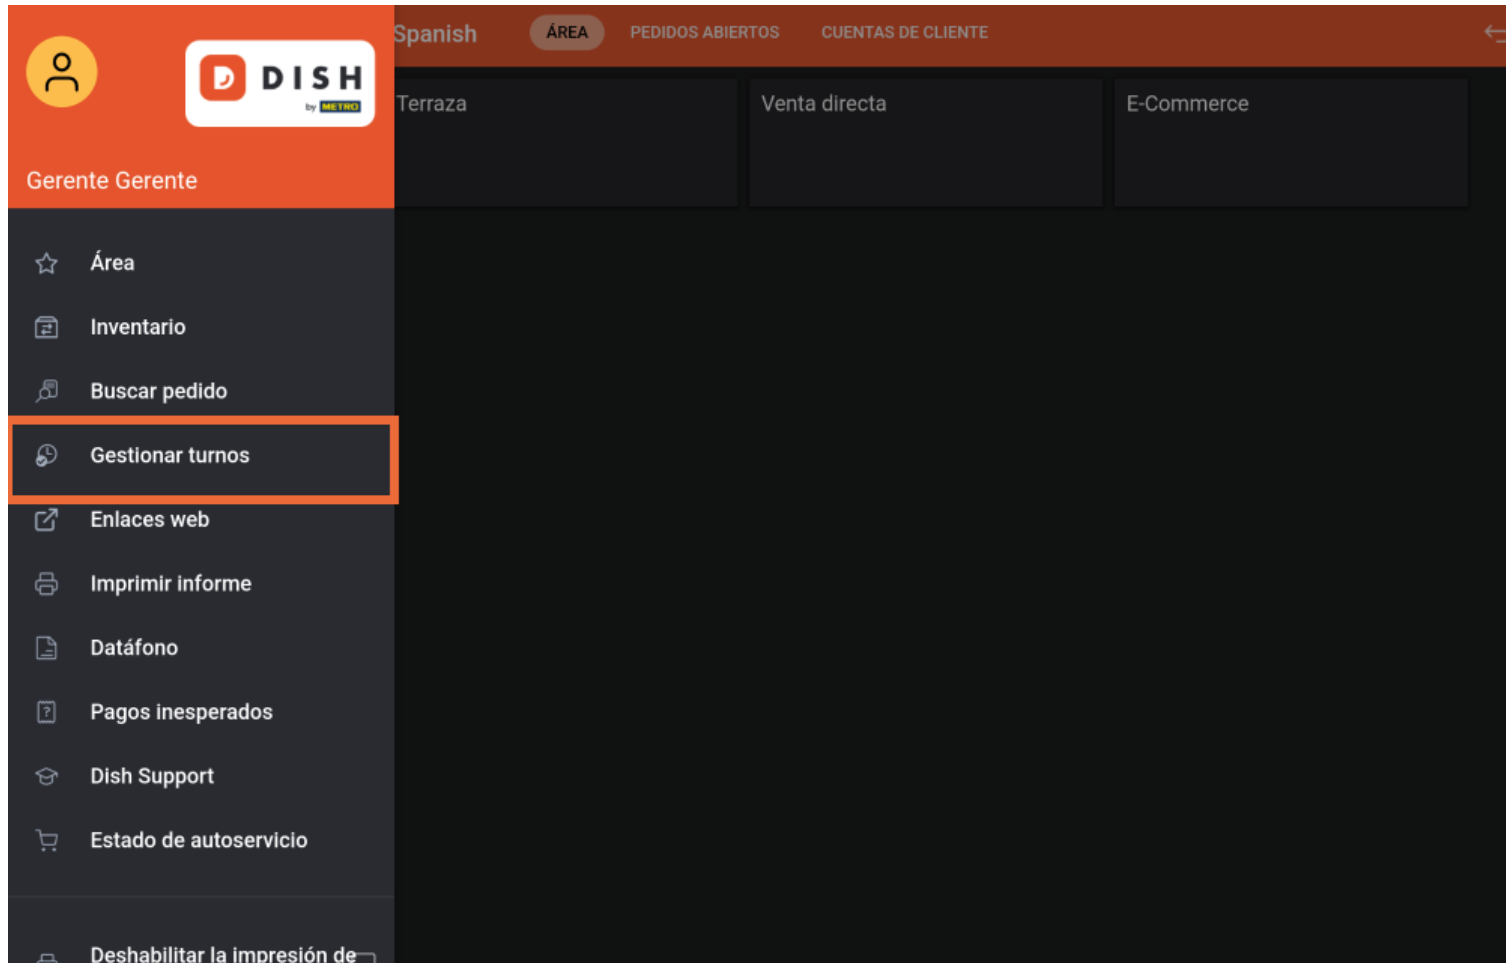 Spanish
ÁREA
PEDIDOS ABIERTOS
CUENTAS DE CLIENTE
DISH
by METRO
Gerente Gerente
Terraza
Venta directa
E-Commerce
Área
Inventario
Buscar pedido
Gestionar turnos
Enlaces web
Imprimir informe
Datáfono
Pagos inesperados
Dish Support
Estado de autoservicio
Deshabilitar la impresión de